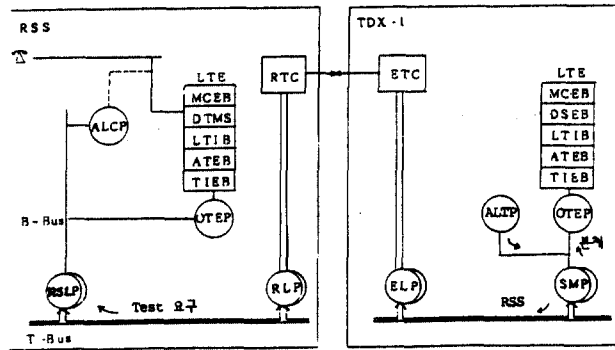 RSS
TDX-1
LTE
MCEB
DTMS
LTIB
ATEB
TIEB
ALCP
OTEP
B-Bus
RSLP
Test 요구
T-Bus
RTC
RLP
ETC
ELP
LTE
MCEB
DSEB
LTIB
ATEB
TIEB
ALTP
OTEP
SMP
RSS